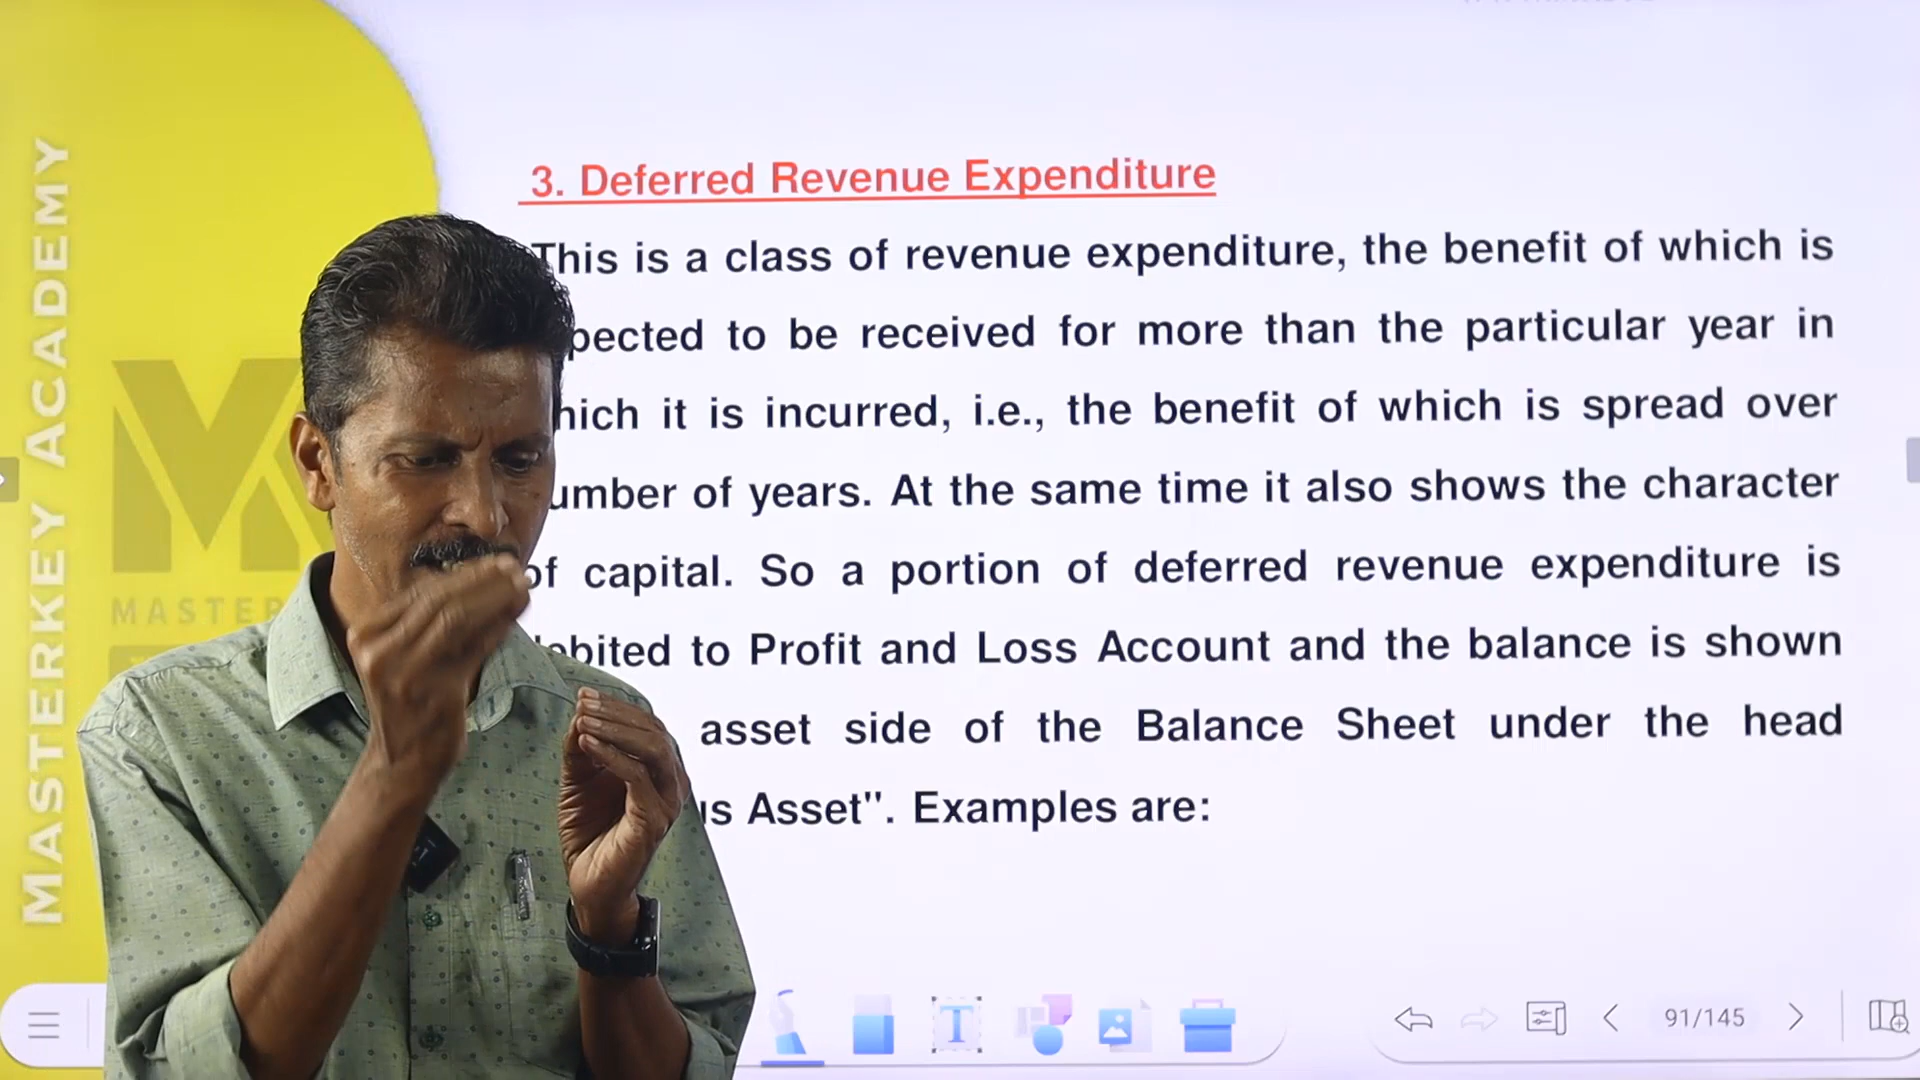 MASTERKEY ACADEMY
MASTER
3. Deferred Revenue Expenditure
This is a class of revenue expenditure, the benefit of which is
pected to be received for more than the particular year in
hich it is incurred, i.e., the benefit of which is spread over
umber of years. At the same time it also shows the character
of capital. So a portion of deferred revenue expenditure is
ebited to Profit and Loss Account and the balance is shown
asset side of the Balance Sheet under the head
us Asset". Examples are:
T
91/145